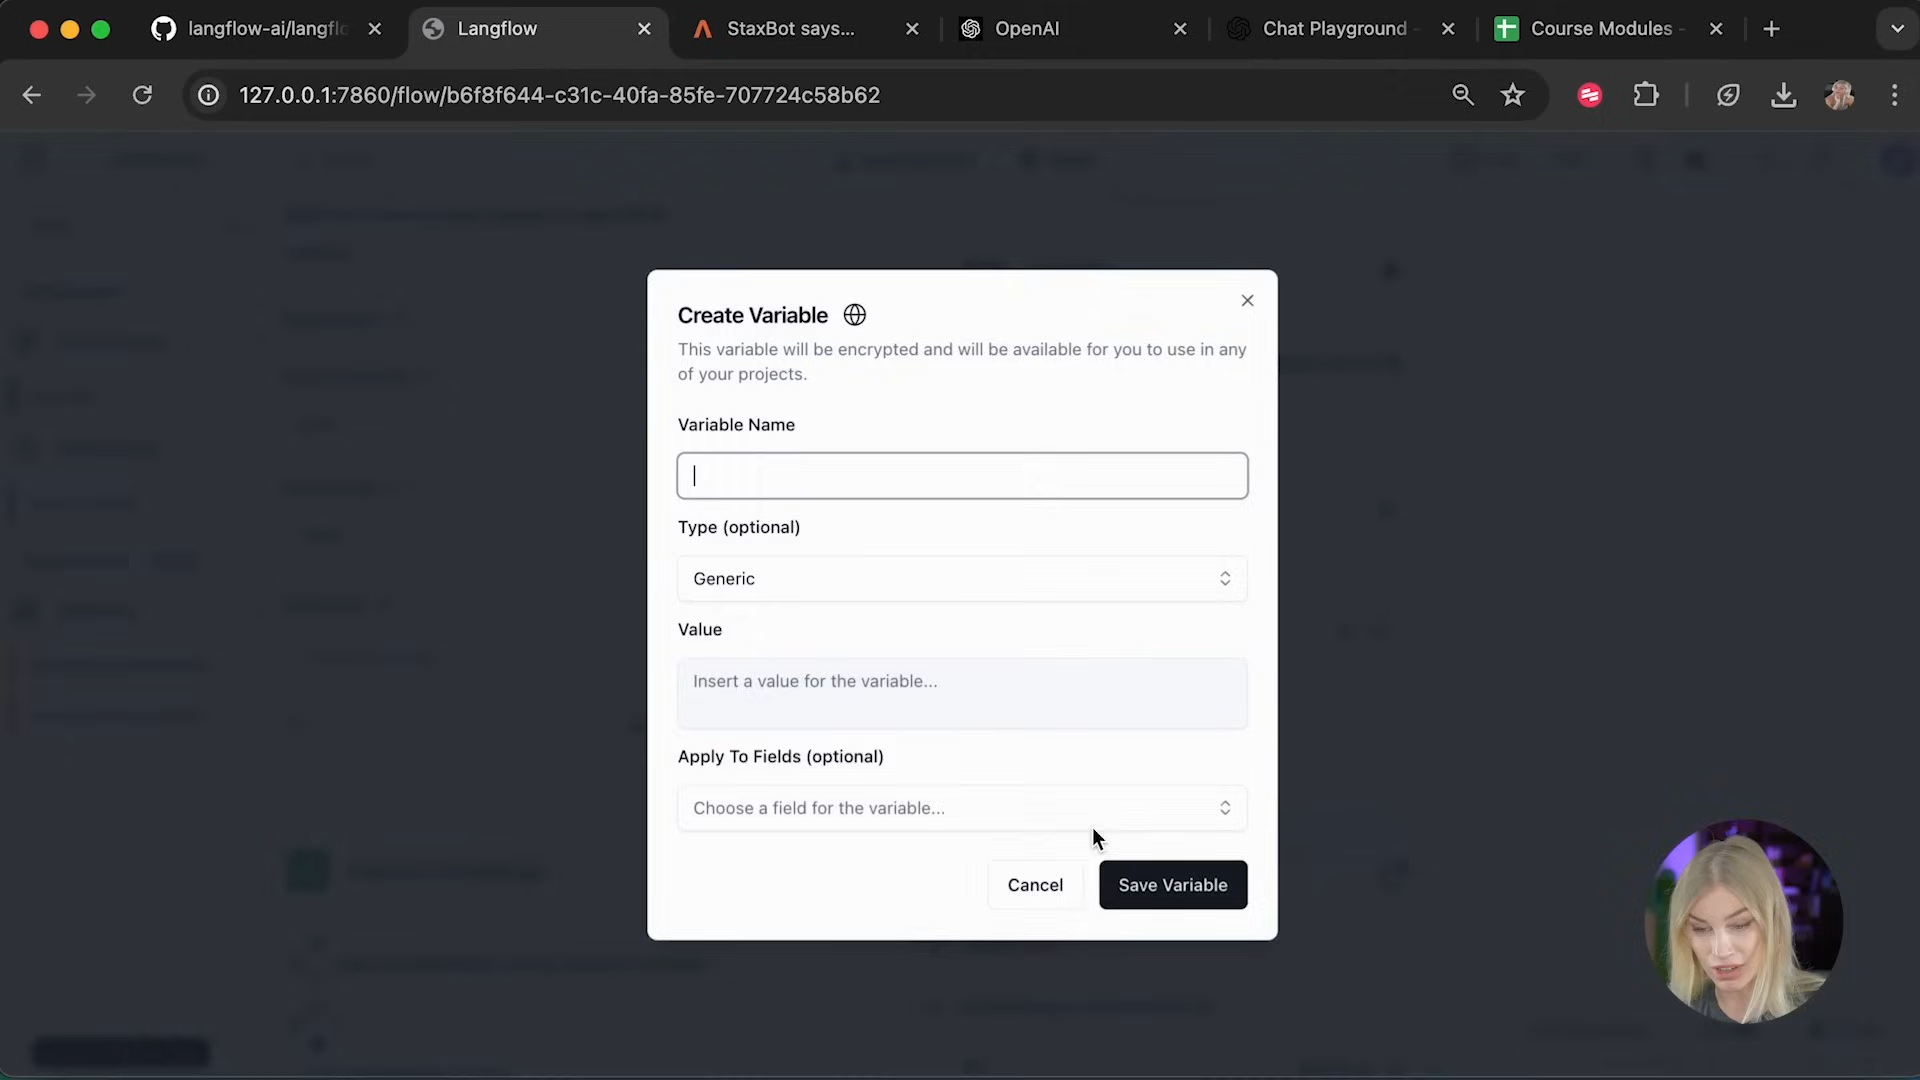 langflow-ai/langflo
Langflow
StaxBot says...
OpenAI
Chat Playground -
Course Modules -
127.0.0.1:7860/flow/b6f8f644-c31c-40fa-85fe-707724c58b62
Create Variable
This variable will be encrypted and will be available for you to use in any
of your projects.
Variable Name
Type (optional)
Generic
Value
Insert a value for the variable...
Apply To Fields (optional)
Choose a field for the variable...
Cancel
Save Variable